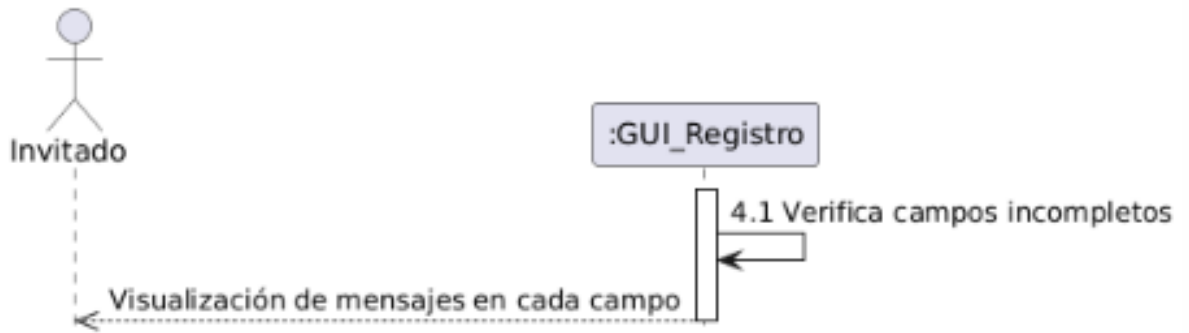 Invitado
:GUI_Registro
4.1 Verifica campos incompletos
Visualización de mensajes en cada campo